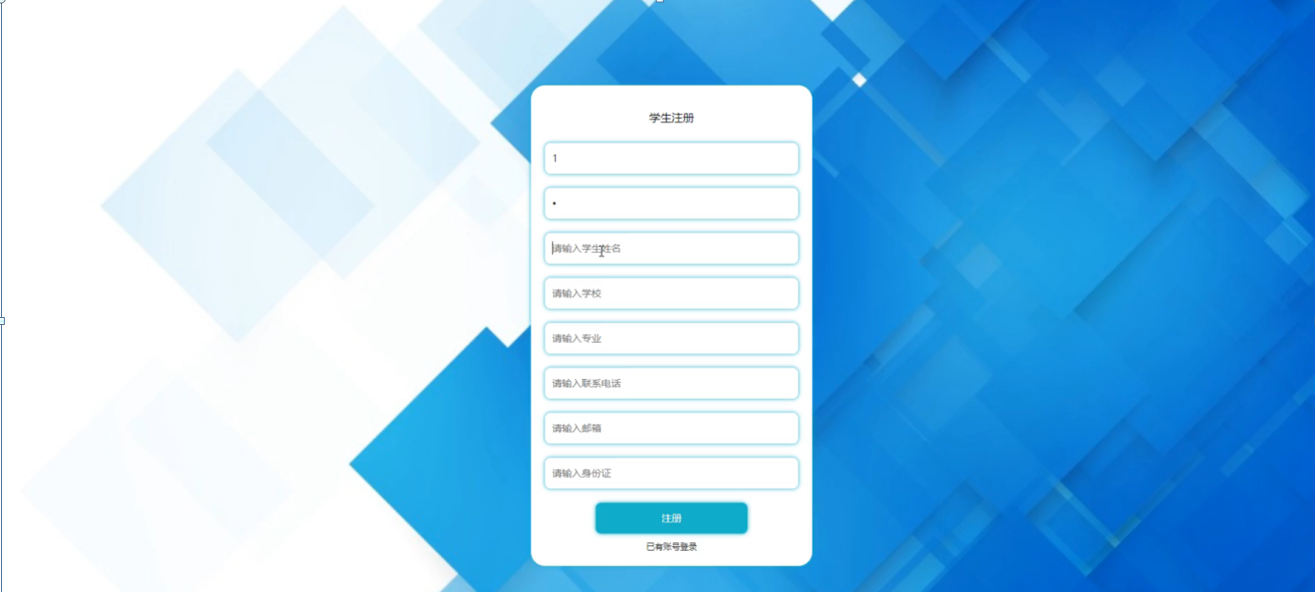 学生注册
1
•
请输入学生姓名
请输入学校
请输入专业
请输入联系电话
请输入邮箱
请输入身份证
注册
已有账号登录